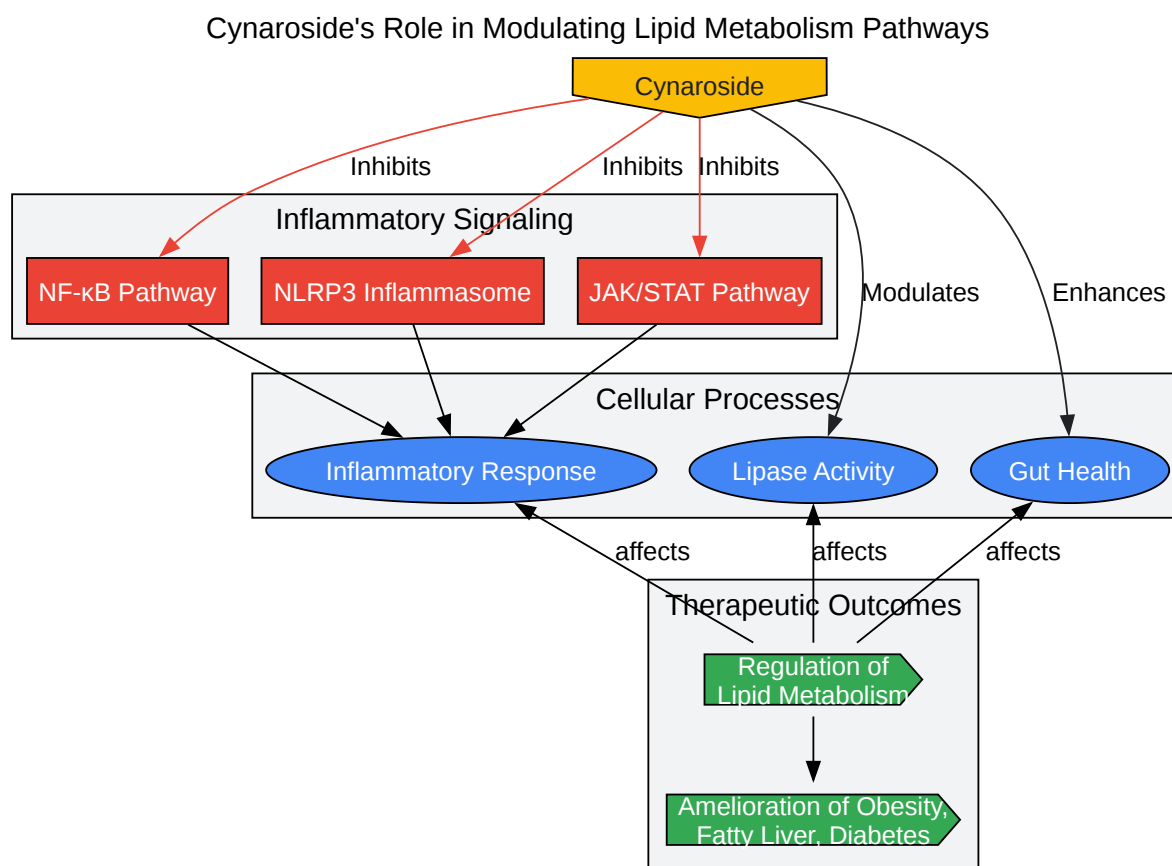 Cynaroside's Role in Modulating Lipid Metabolism Pathways
Cynaroside
Inhibits
Inhibits
Inhibits
Inflammatory Signaling
NF-κB Pathway
NLRP3 Inflammasome
JAK/STAT Pathway
Modulates
Enhances
Cellular Processes
Inflammatory Response
Lipase Activity
Gut Health
affects
affects
affects
Therapeutic Outcomes
Regulation of
Lipid Metabolism
Amelioration of Obesity,
Fatty Liver, Diabetes